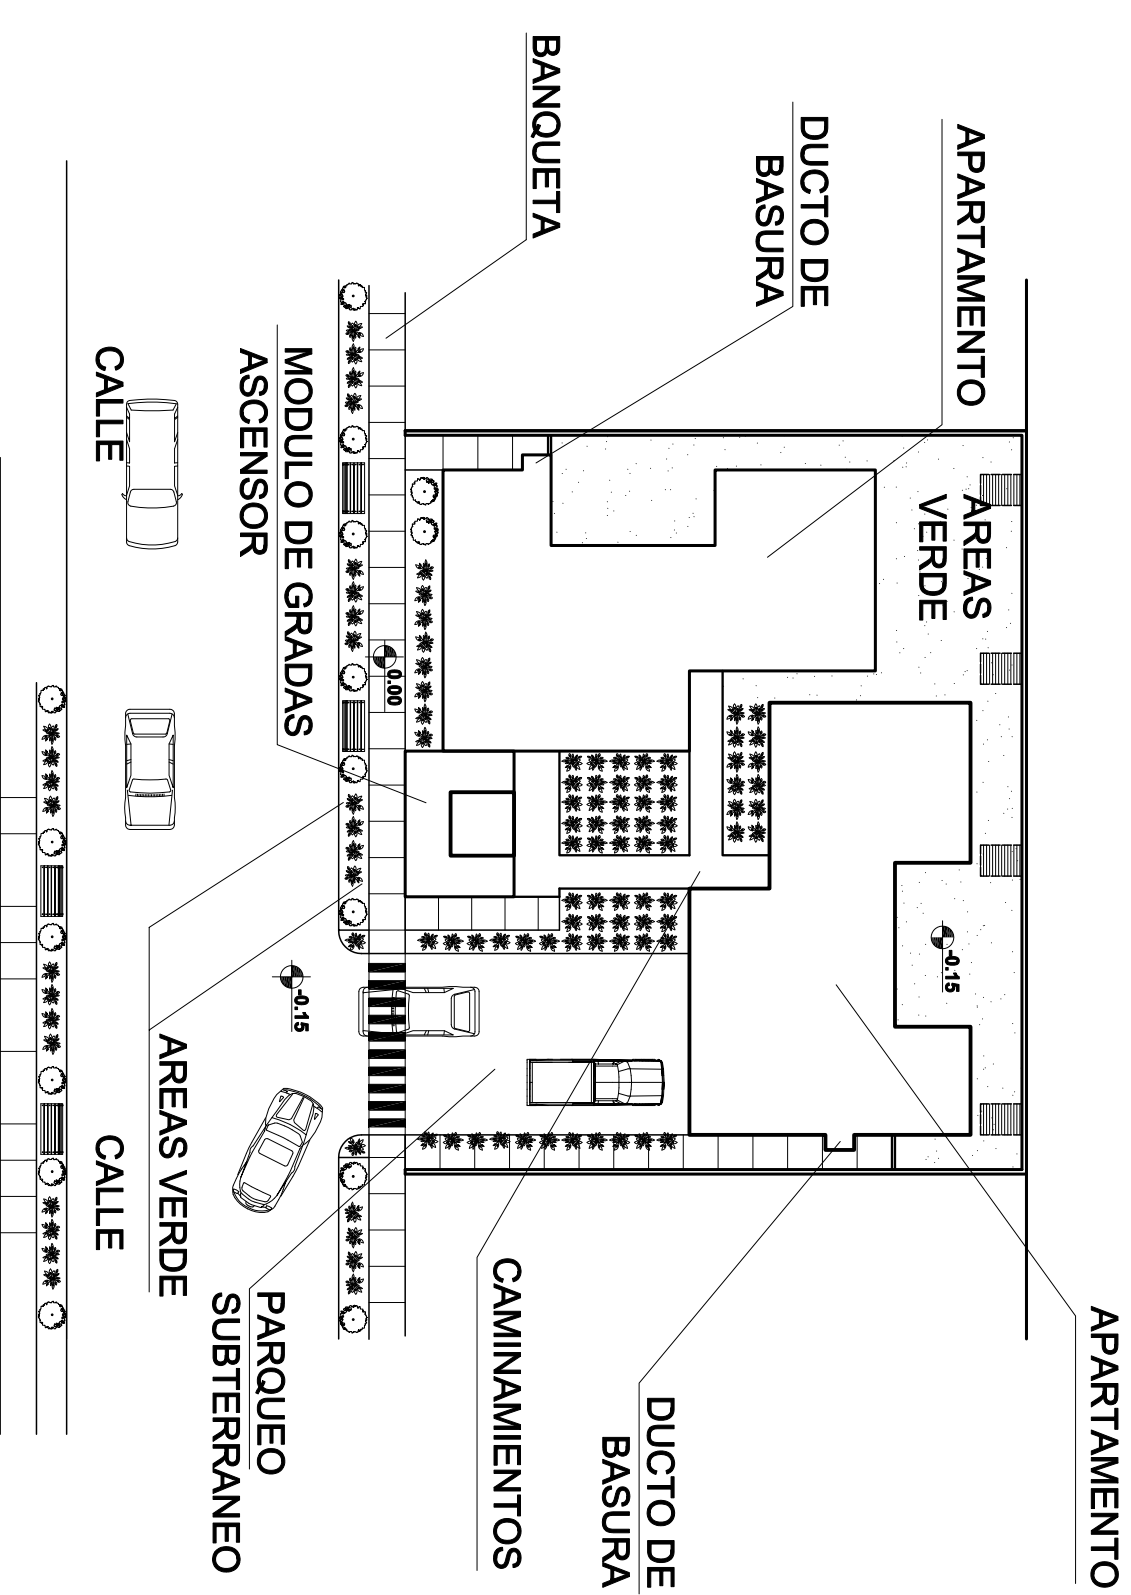 APARTAMENTO
APARTAMENTO
DUCTO DE
BASURA
AREAS
VERDE
-0.15
DUCTO DE
BASURA
BANQUETA
CAMINAMIENTOS
0.00
MODULO DE GRADAS
ASCENSOR
-0.15
PARQUEO
SUBTERRANEO
AREAS VERDE
CALLE
CALLE